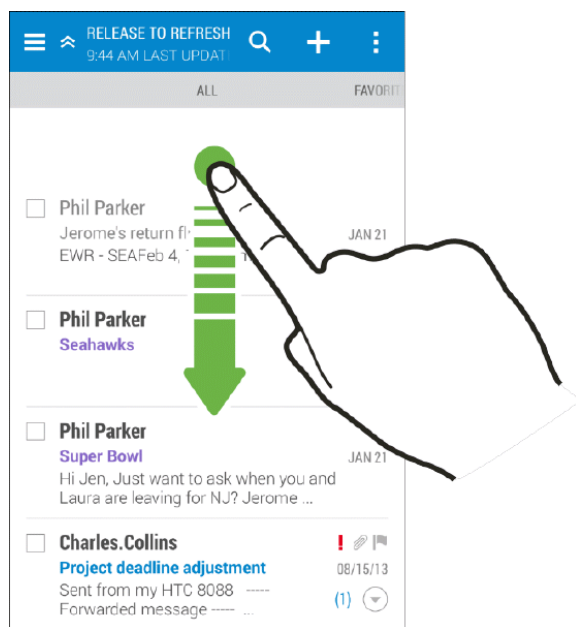 RELEASE TO REFRESH
9:44 AM LAST UPDAT
ALL FAVORIT
Phil Parker
Jerome's return fl
JAN 21
EWR - SEAFeb 4,
Phil Parker
Seahawks
Phil Parker
Super Bowl JAN 21
Hi Jen, Just want to ask when you and
Laura are leaving for NJ? Jerome ...
Charles.Collins
Project deadline adjustment 08/15/13
Sent from my HTC 8088 -----
Forwarded message ----- ... (1)